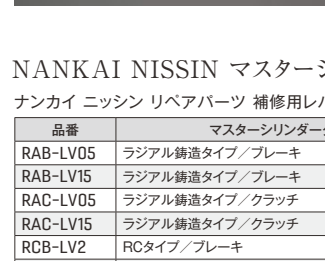 NANKAI NISSIN マスター
ナンカイ ニッシン リペアパーツ 補修用レ
品番 マスターシリンダー
RAB-LV05 ラジアル鋳造タイプ／ブレーキ
RAB-LV15 ラジアル鋳造タイプ／ブレーキ
RAC-LV05 ラジアル鋳造タイプ／クラッチ
RAC-LV15 ラジアル鋳造タイプ／クラッチ
RCB-LV2 RCタイプ／ブレーキ